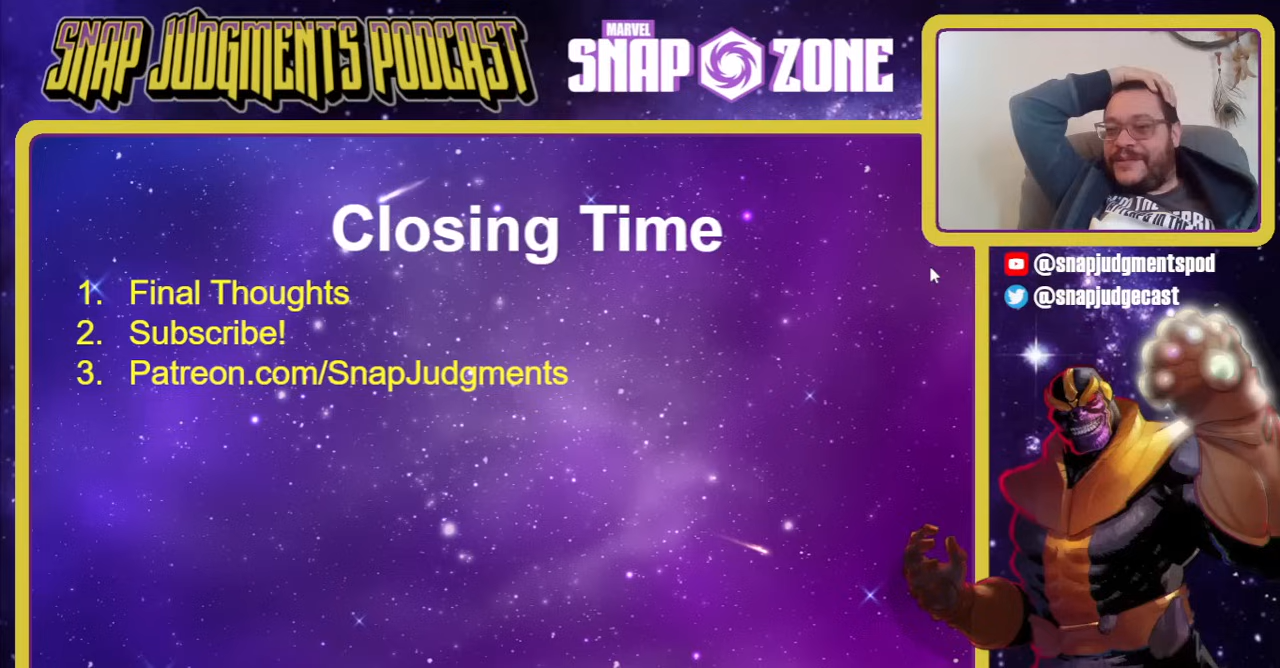 SNAP JUDGMENTS PODCAST
MARVEL
SNAP ZONE
Closing Time
1. Final Thoughts
2. Subscribe!
3. Patreon.com/SnapJudgments
@snapjudgmentspod
@snapjudgecast